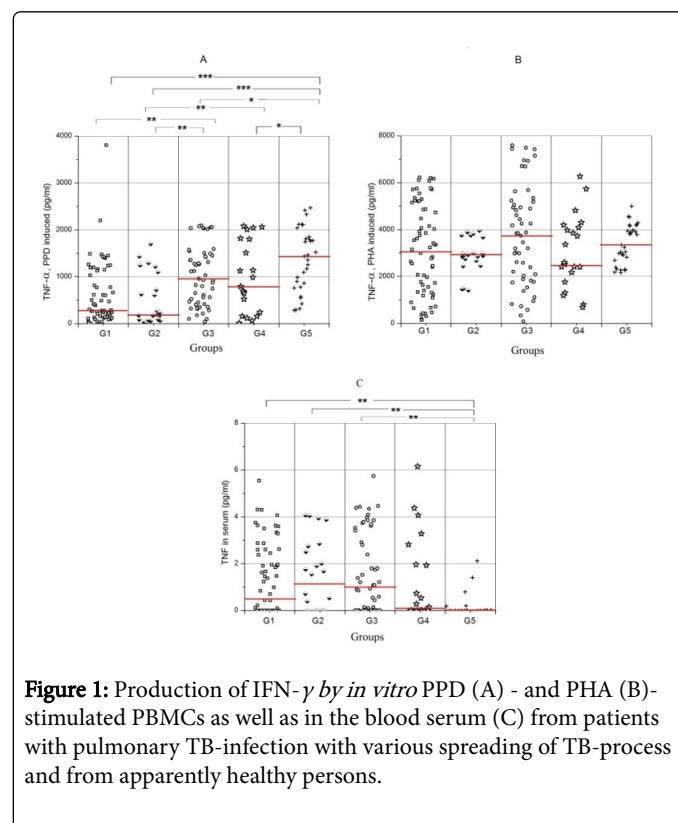 A
B
***
***
*
**
**
**
*
TNF-α, PPD induced (pg/ml)
4000
3000
2000
1000
0
G1 G2 G3 G4 G5
Groups
TNF-α, PHA induced (pg/ml)
8000
6000
4000
2000
0
G1 G2 G3 G4 G5
Groups
C
**
**
**
TNF in serum (pg/ml)
8
6
4
2
0
G1 G2 G3 G4 G5
Groups
Figure 1: Production of IFN-γ by in vitro PPD (A) - and PHA (B)-
stimulated PBMCs as well as in the blood serum (C) from patients
with pulmonary TB-infection with various spreading of TB-process
and from apparently healthy persons.